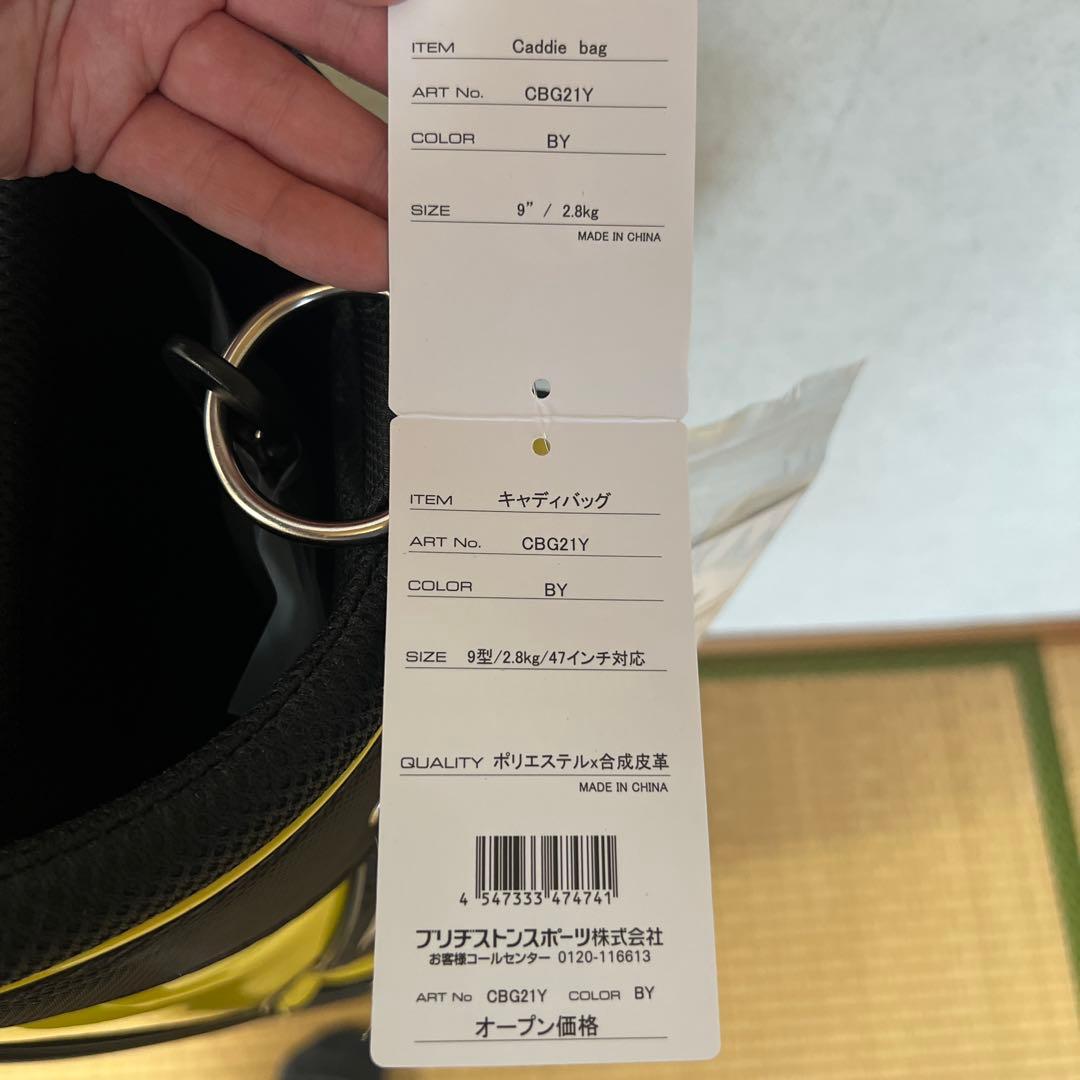 ITEM Caddie bag
ART No. CBG21Y
COLOR BY
SIZE 9" / 2.8kg
MADE IN CHINA
ITEM キャディバッグ
ART No. CBG21Y
COLOR BY
SIZE 9型/2.8kg/47インチ対応
QUALITY ポリエステルx合成皮革
MADE IN CHINA
4 547333 474741
ブリヂストンスポーツ株式会社
お客様コールセンター 0120-116613
ART No CBG21Y COLOR BY
オープン価格